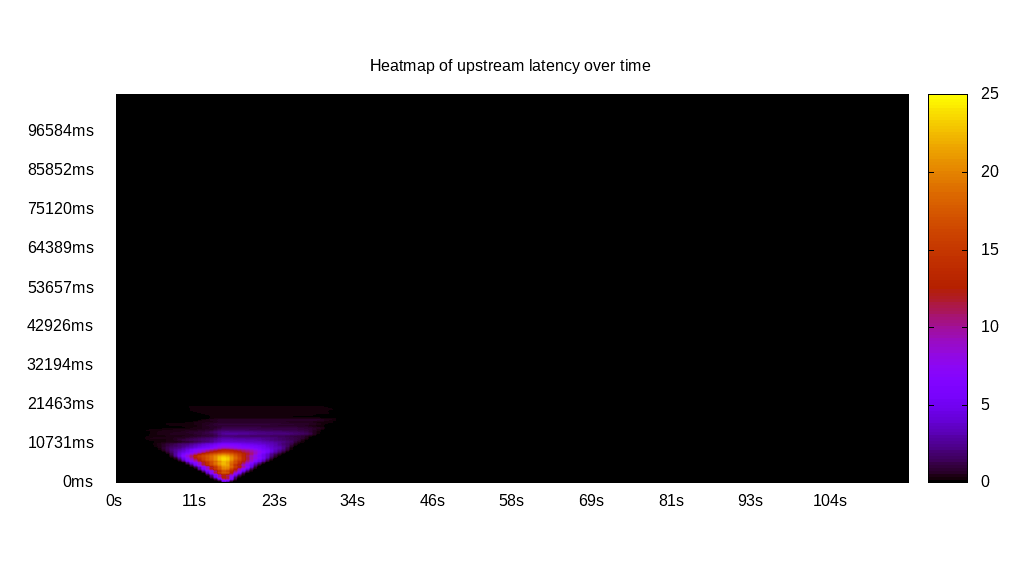 Heatmap of upstream latency over time
96584ms
85852ms
75120ms
64389ms
53657ms
42926ms
32194ms
21463ms
10731ms
0ms
0s 11s 23s 34s 46s 58s 69s 81s 93s 104s
25
20
15
10
5
0